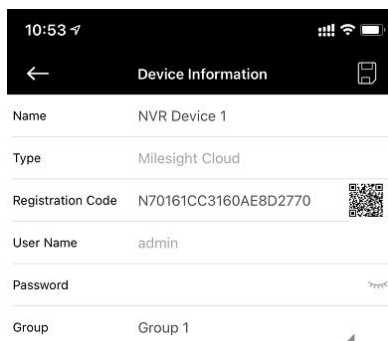 10:53
Device Information
Name NVR Device 1
Type Milesight Cloud
Registration Code N70161CC3160AE8D2770
User Name admin
Password
Group Group 1